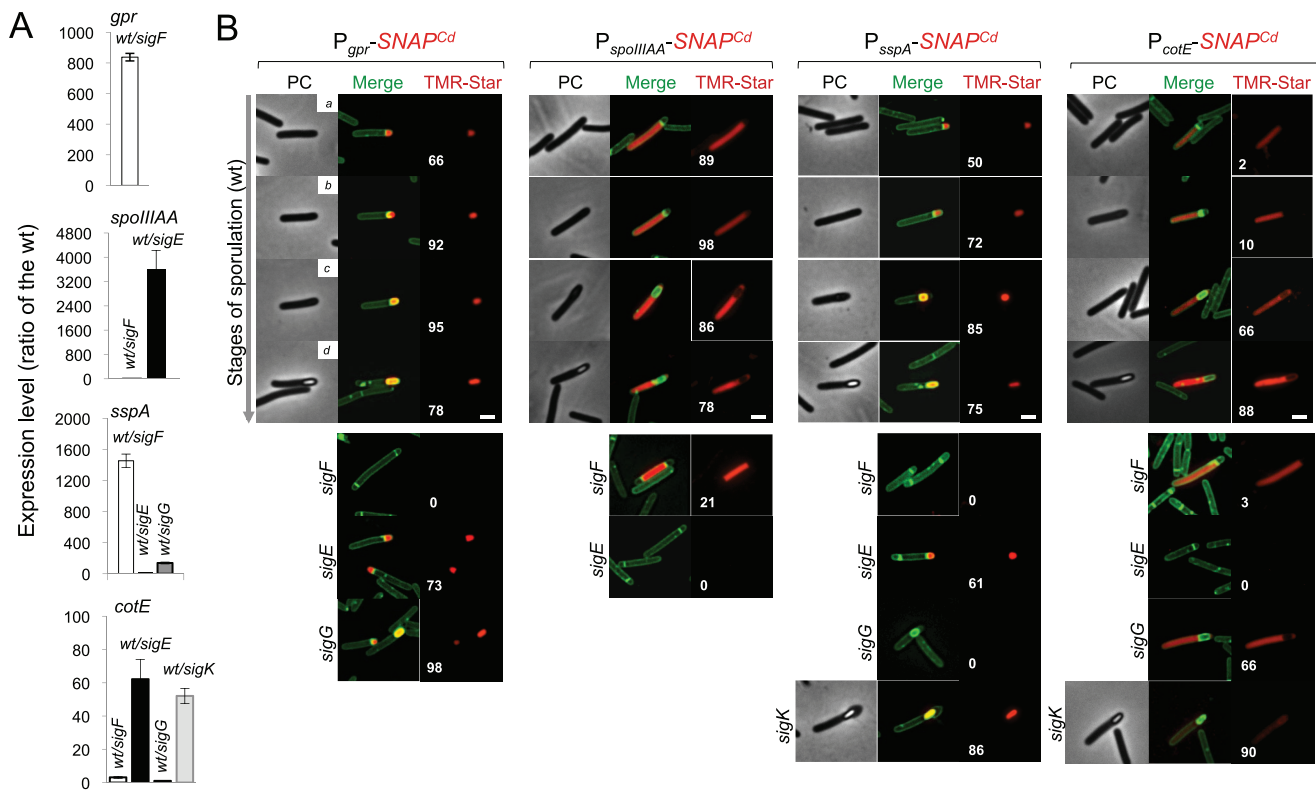 A
Expression level (ratio of the wt)
gpr
wt/sigF
1000
800
600
400
200
0
spoIIIAA
wt/sigE
wt/sigF
4800
4000
3200
2400
1600
800
0
sspA
wt/sigF
wt/sigE
wt/sigG
2000
1600
1200
800
400
0
cotE
wt/sigF
wt/sigE
wt/sigG
wt/sigK
100
80
60
40
20
0
B
Stages of sporulation (wt)
Pgpr-SNAPCd
PC Merge TMR-Star
a
66
b
92
c
95
d
78
sigF
0
sigE
73
sigG
98
PspoIIIAA-SNAPCd
PC Merge TMR-Star
89
98
86
78
sigF
21
sigE
0
PsspA-SNAPCd
PC Merge TMR-Star
50
72
85
75
sigF
0
sigE
61
sigG
0
sigK
86
PcotE-SNAPCd
PC Merge TMR-Star
2
10
66
88
sigF
3
sigE
0
sigG
66
sigK
90